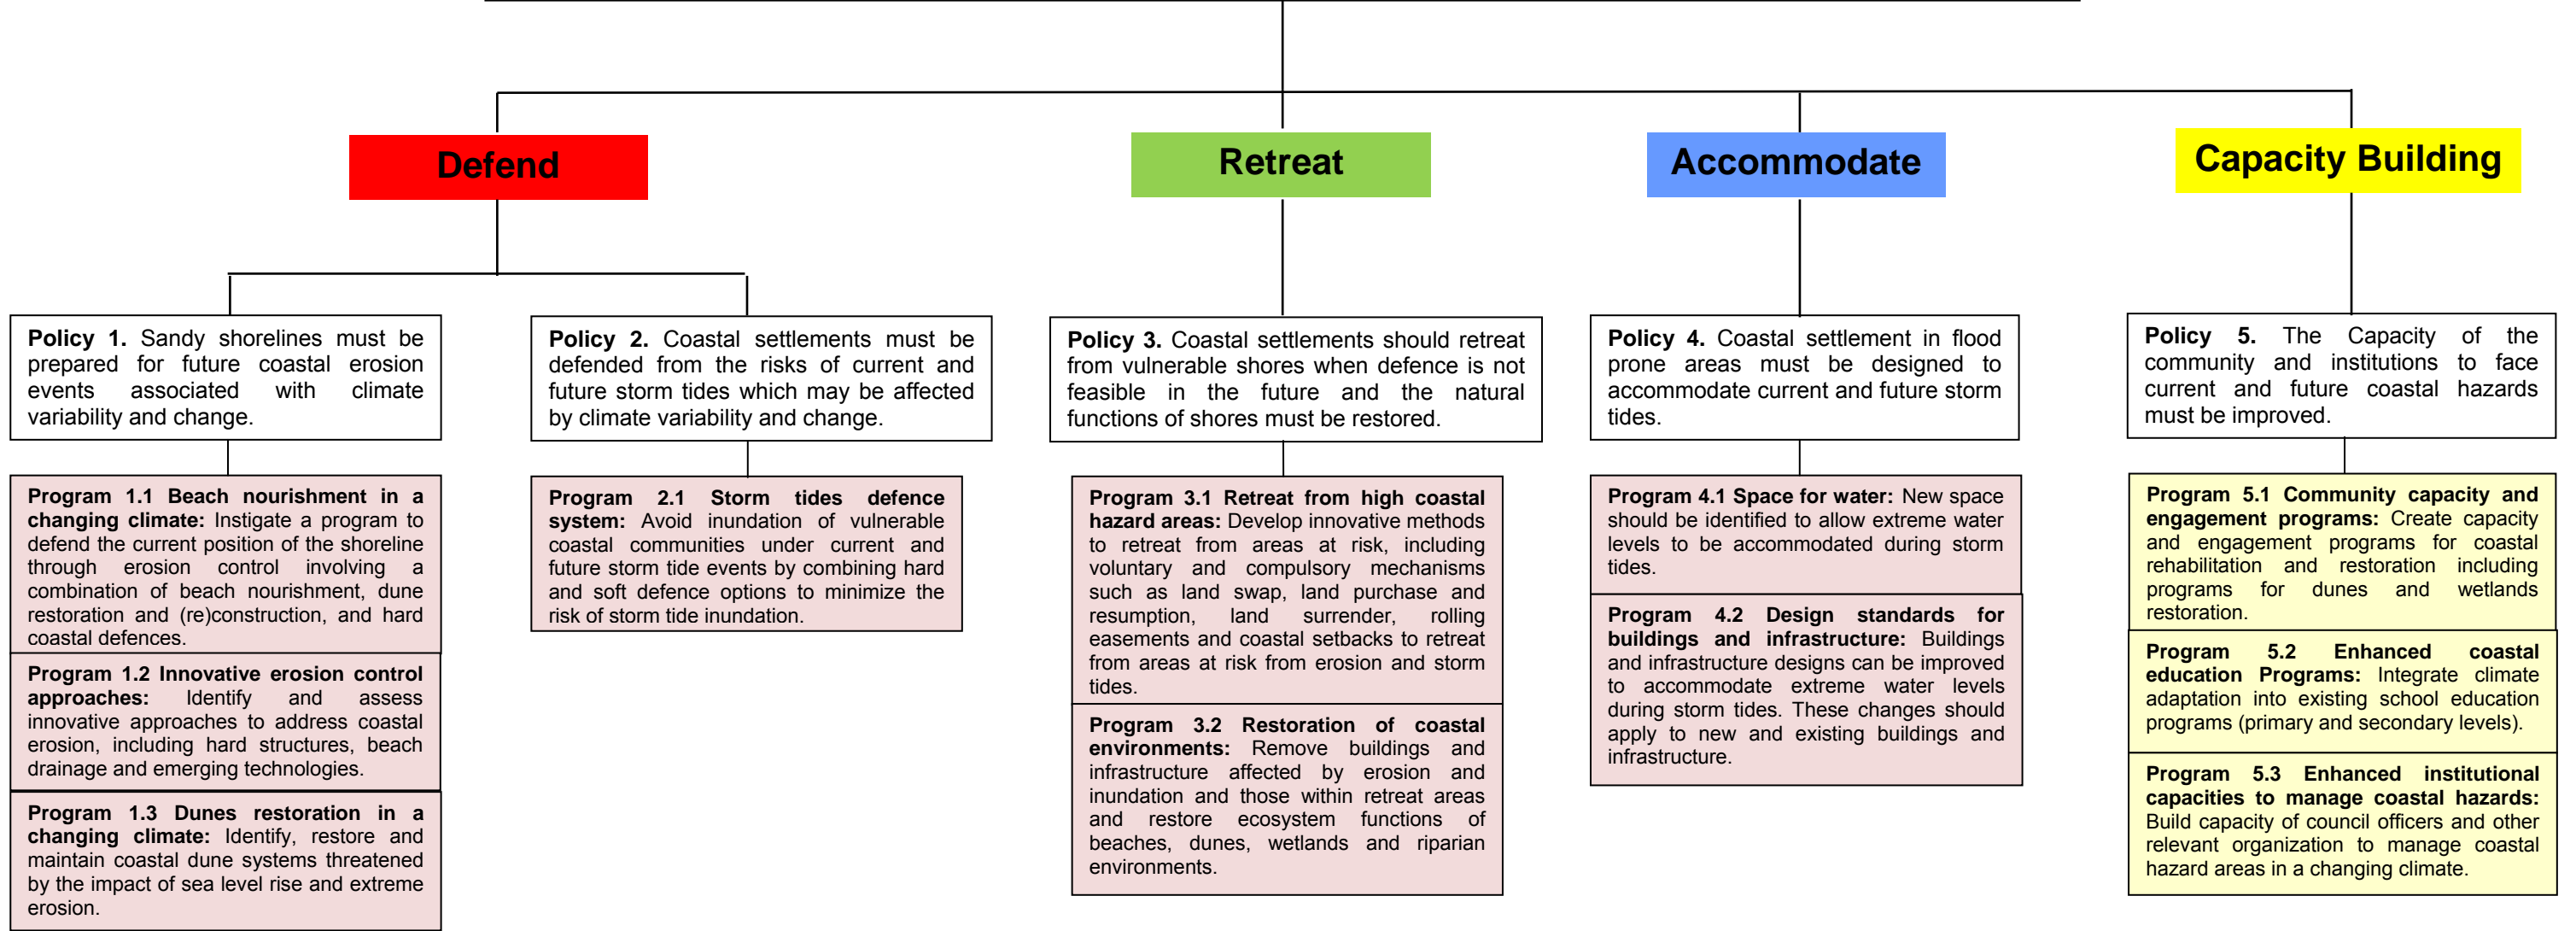 Defend
Retreat
Accommodate
Capacity Building
Policy 1. Sandy shorelines must be
prepared for future coastal erosion
events associated with climate
variability and change.
Policy 2. Coastal settlements must be
defended from the risks of current and
future storm tides which may be affected
by climate variability and change.
Policy 3. Coastal settlements should retreat
from vulnerable shores when defence is not
feasible in the future and the natural
functions of shores must be restored.
Policy 4. Coastal settlement in flood
prone areas must be designed to
accommodate current and future storm
tides.
Policy 5. The Capacity of the
community and institutions to face
current and future coastal hazards
must be improved.
Program 1.1 Beach nourishment in a
changing climate: Instigate a program to
defend the current position of the shoreline
through erosion control involving a
combination of beach nourishment, dune
restoration and (re)construction, and hard
coastal defences.
Program 1.2 Innovative erosion control
approaches: Identify and assess
innovative approaches to address coastal
erosion, including hard structures, beach
drainage and emerging technologies.
Program 1.3 Dunes restoration in a
changing climate: Identify, restore and
maintain coastal dune systems threatened
by the impact of sea level rise and extreme
erosion.
Program 2.1 Storm tides defence
system: Avoid inundation of vulnerable
coastal communities under current and
future storm tide events by combining hard
and soft defence options to minimize the
risk of storm tide inundation.
Program 3.1 Retreat from high coastal
hazard areas: Develop innovative methods
to retreat from areas at risk, including
voluntary and compulsory mechanisms
such as land swap, land purchase and
resumption, land surrender, rolling
easements and coastal setbacks to retreat
from areas at risk from erosion and storm
tides.
Program 3.2 Restoration of coastal
environments: Remove buildings and
infrastructure affected by erosion and
inundation and those within retreat areas
and restore ecosystem functions of
beaches, dunes, wetlands and riparian
environments.
Program 4.1 Space for water: New space
should be identified to allow extreme water
levels to be accommodated during storm
tides.
Program 4.2 Design standards for
buildings and infrastructure: Buildings
and infrastructure designs can be improved
to accommodate extreme water levels
during storm tides. These changes should
apply to new and existing buildings and
infrastructure.
Program 5.1 Community capacity and
engagement programs: Create capacity
and engagement programs for coastal
rehabilitation and restoration including
programs for dunes and wetlands
restoration.
Program 5.2 Enhanced coastal
education Programs: Integrate climate
adaptation into existing school education
programs (primary and secondary levels).
Program 5.3 Enhanced institutional
capacities to manage coastal hazards:
Build capacity of council officers and other
relevant organization to manage coastal
hazard areas in a changing climate.